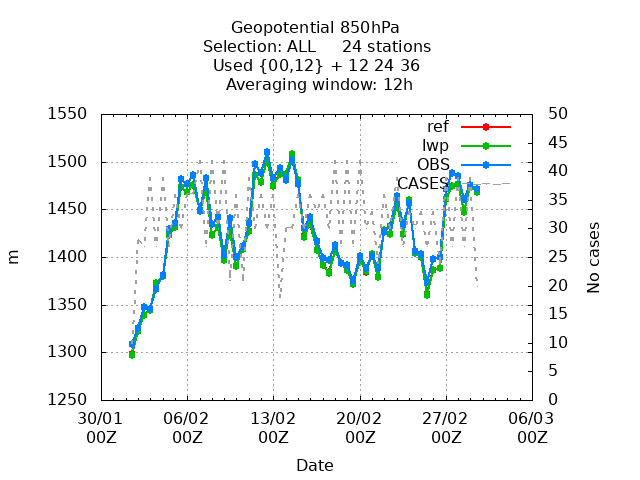 Geopotential 850hPa
Selection: ALL 24 stations
Used {00,12} + 12 24 36
Averaging window: 12h
1550
1500
1450
1400
1350
1300
1250
m
50
45
40
35
30
25
20
15
10
5
0
No cases
ref
lwp
OBS
CASES
30/01 06/02 13/02 20/02 27/02 06/03
00Z 00Z 00Z 00Z 00Z 00Z
Date